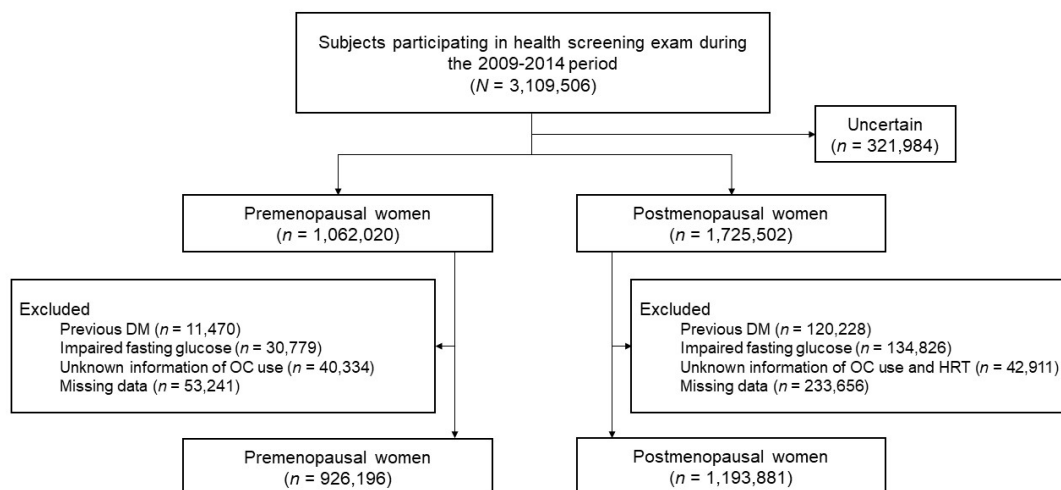 Subjects participating in health screening exam during
the 2009-2014 period
(N = 3,109,506)
Uncertain
(n = 321,984)
Premenopausal women
(n = 1,062,020)
Postmenopausal women
(n = 1,725,502)
Excluded
Previous DM (n = 11,470)
Impaired fasting glucose (n = 30,779)
Unknown information of OC use (n = 40,334)
Missing data (n = 53,241)
Excluded
Previous DM (n = 120,228)
Impaired fasting glucose (n = 134,826)
Unknown information of OC use and HRT (n = 42,911)
Missing data (n = 233,656)
Premenopausal women
(n = 926,196)
Postmenopausal women
(n = 1,193,881)